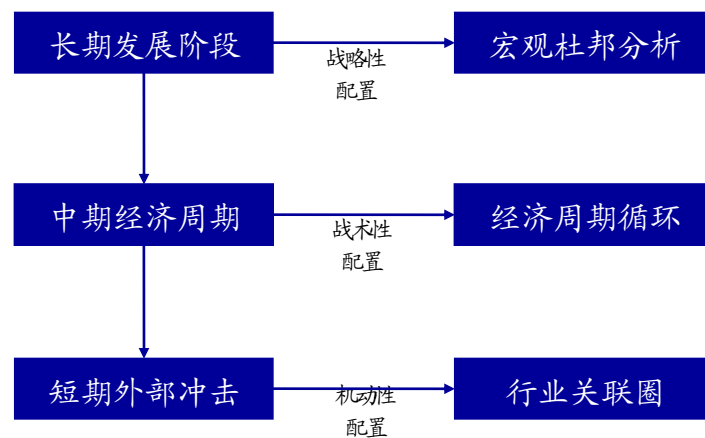 长期发展阶段
战略性
配置
宏观杜邦分析
中期经济周期
战术性
配置
经济周期循环
短期外部冲击
机动性
配置
行业关联圈